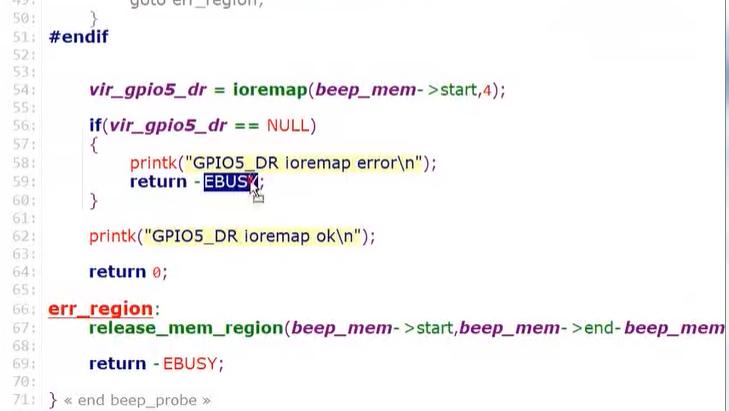 49: goto err_region;
50: }
51: #endif
52:
53:
54: vir_gpio5_dr = ioremap(beep_mem->start,4);
55:
56: if(vir_gpio5_dr == NULL)
57: {
58: printk("GPIO5_DR ioremap error\n");
59: return -EBUSY;
60: }
61:
62: printk("GPIO5_DR ioremap ok\n");
63:
64: return 0;
65:
66: err_region:
67: release_mem_region(beep_mem->start,beep_mem->end-beep_mem
68:
69: return -EBUSY;
70:
71: } « end beep_probe »